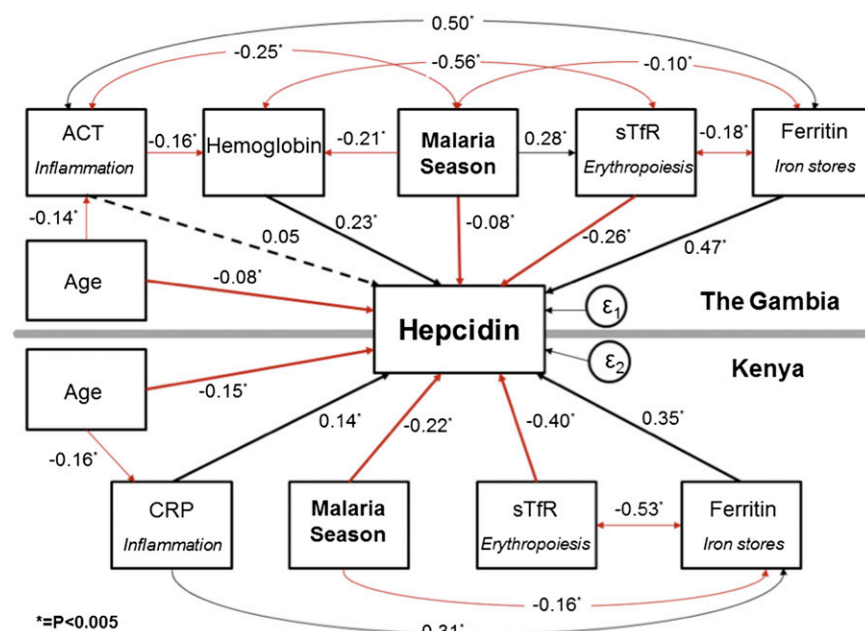 0.50*
-0.25*
-0.56*
-0.10*
ACT
Inflammation
-0.16*
Hemoglobin
-0.21*
Malaria
Season
0.28*
sTfR
Erythropoiesis
-0.18*
Ferritin
Iron stores
-0.14*
0.05
0.23*
-0.08*
-0.26*
0.47*
Age
-0.08*
Hepcidin
ε1
The Gambia
ε2
Kenya
Age
-0.15*
-0.16*
0.14*
-0.22*
-0.40*
0.35*
CRP
Inflammation
Malaria
Season
sTfR
Erythropoiesis
-0.53*
Ferritin
Iron stores
-0.16*
*=P<0.005
0.31*